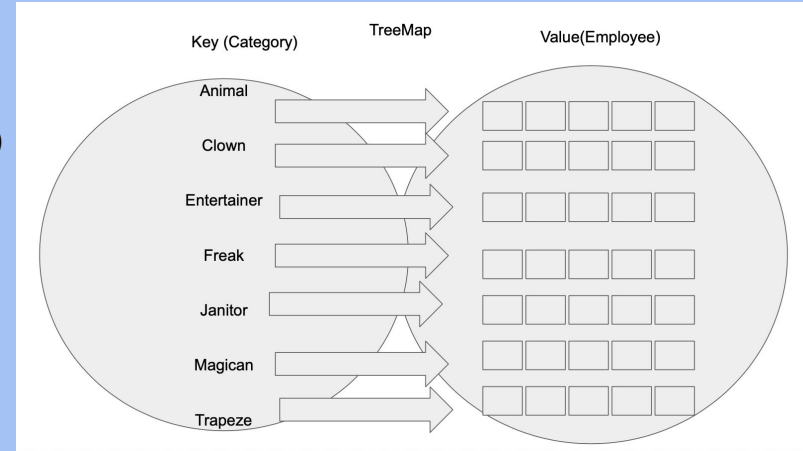 TreeMap
Key (Category)
Value(Employee)
Animal
Clown
Entertainer
Freak
Janitor
Magican
Trapeze